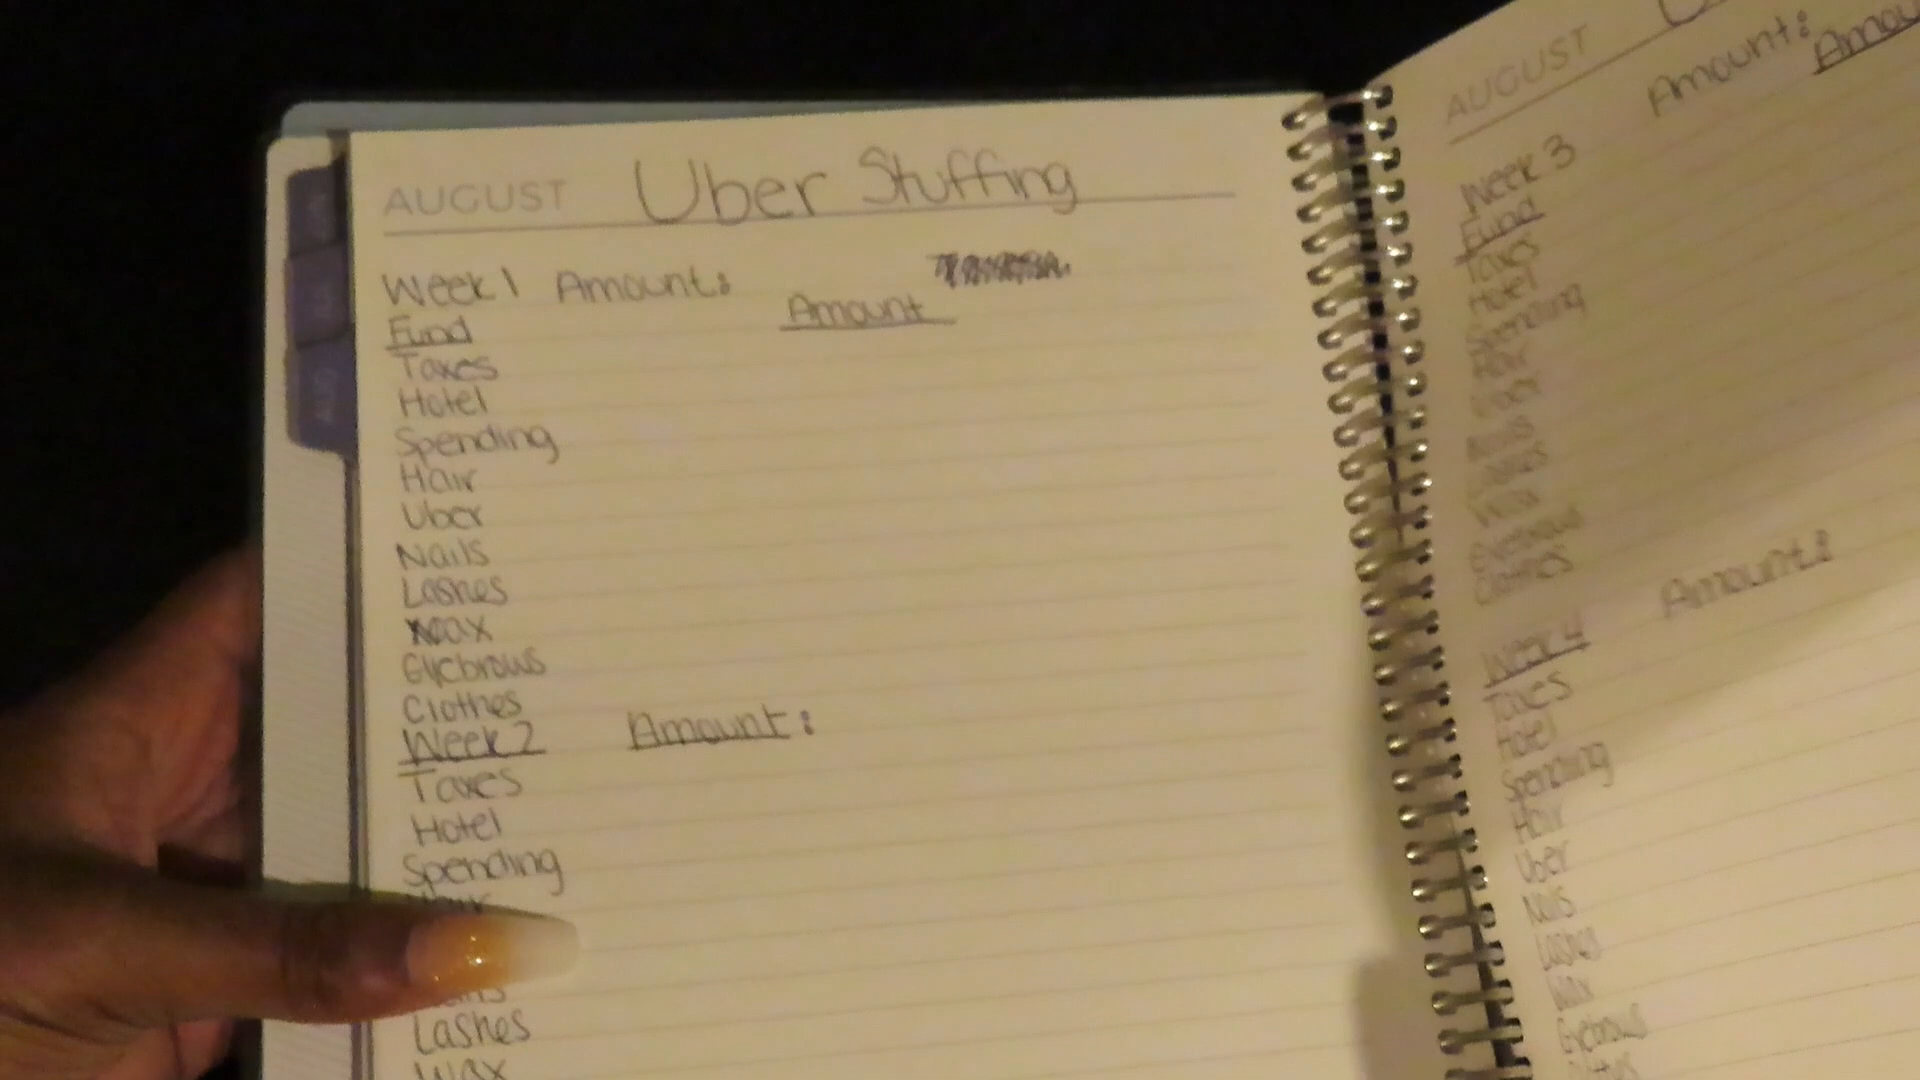 AUGUST Uber Stuffing
Week 1 Amount:
Fund Amount
Taxes
Hotel
Spending
Hair
Uber
Nails
Lashes
Wax
Eyebrows
Clothes
Week 2 Amount:
Taxes
Hotel
Spending
Lashes
Wax
AUGUST
Week 3 Amount:
Fund
Taxes
Hotel
Spending
Week 4 Amount:
Taxes
Hotel
Spending
Hair
Uber
Nails
Lashes
Wax
Eyebrows